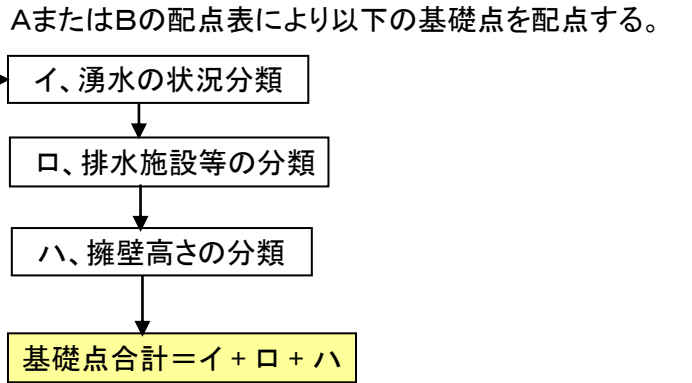 AまたはBの配点表により以下の基礎点を配点する。
イ、湧水の状況分類
ロ、排水施設等の分類
ハ、擁壁高さの分類
基礎点合計＝イ + ロ + ハ